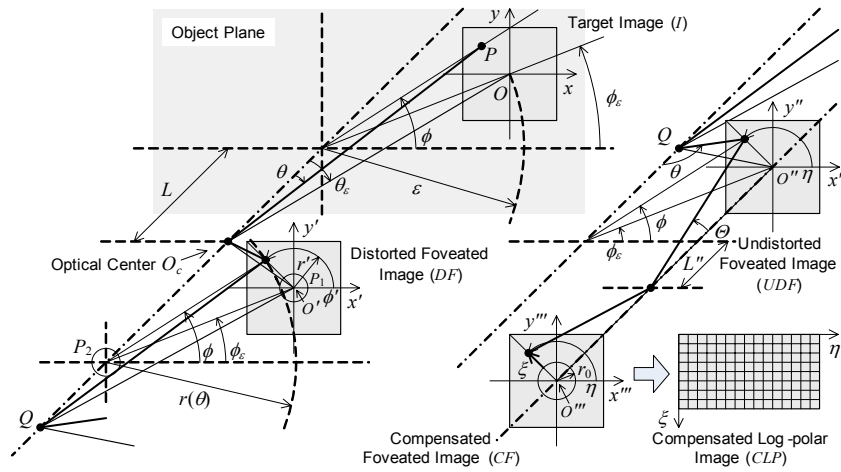 Object Plane
Target Image (I)
y
P
O
x
ϕ
ϕε
θ
θε
ε
L
Optical Center Oc
y'
r'
P1
ϕ'
O'
x'
Distorted Foveated
Image (DF)
P2
ϕ
ϕε
r(θ)
Q
Q
y''
θ
O''
η
x''
ϕ
ϕε
Θ
L''
Undistorted
Foveated Image
(UDF)
y'''
ξ
r0
η
O'''
x'''
Compensated
Foveated Image (CF)
η
ξ
Compensated Log-polar
Image (CLP)